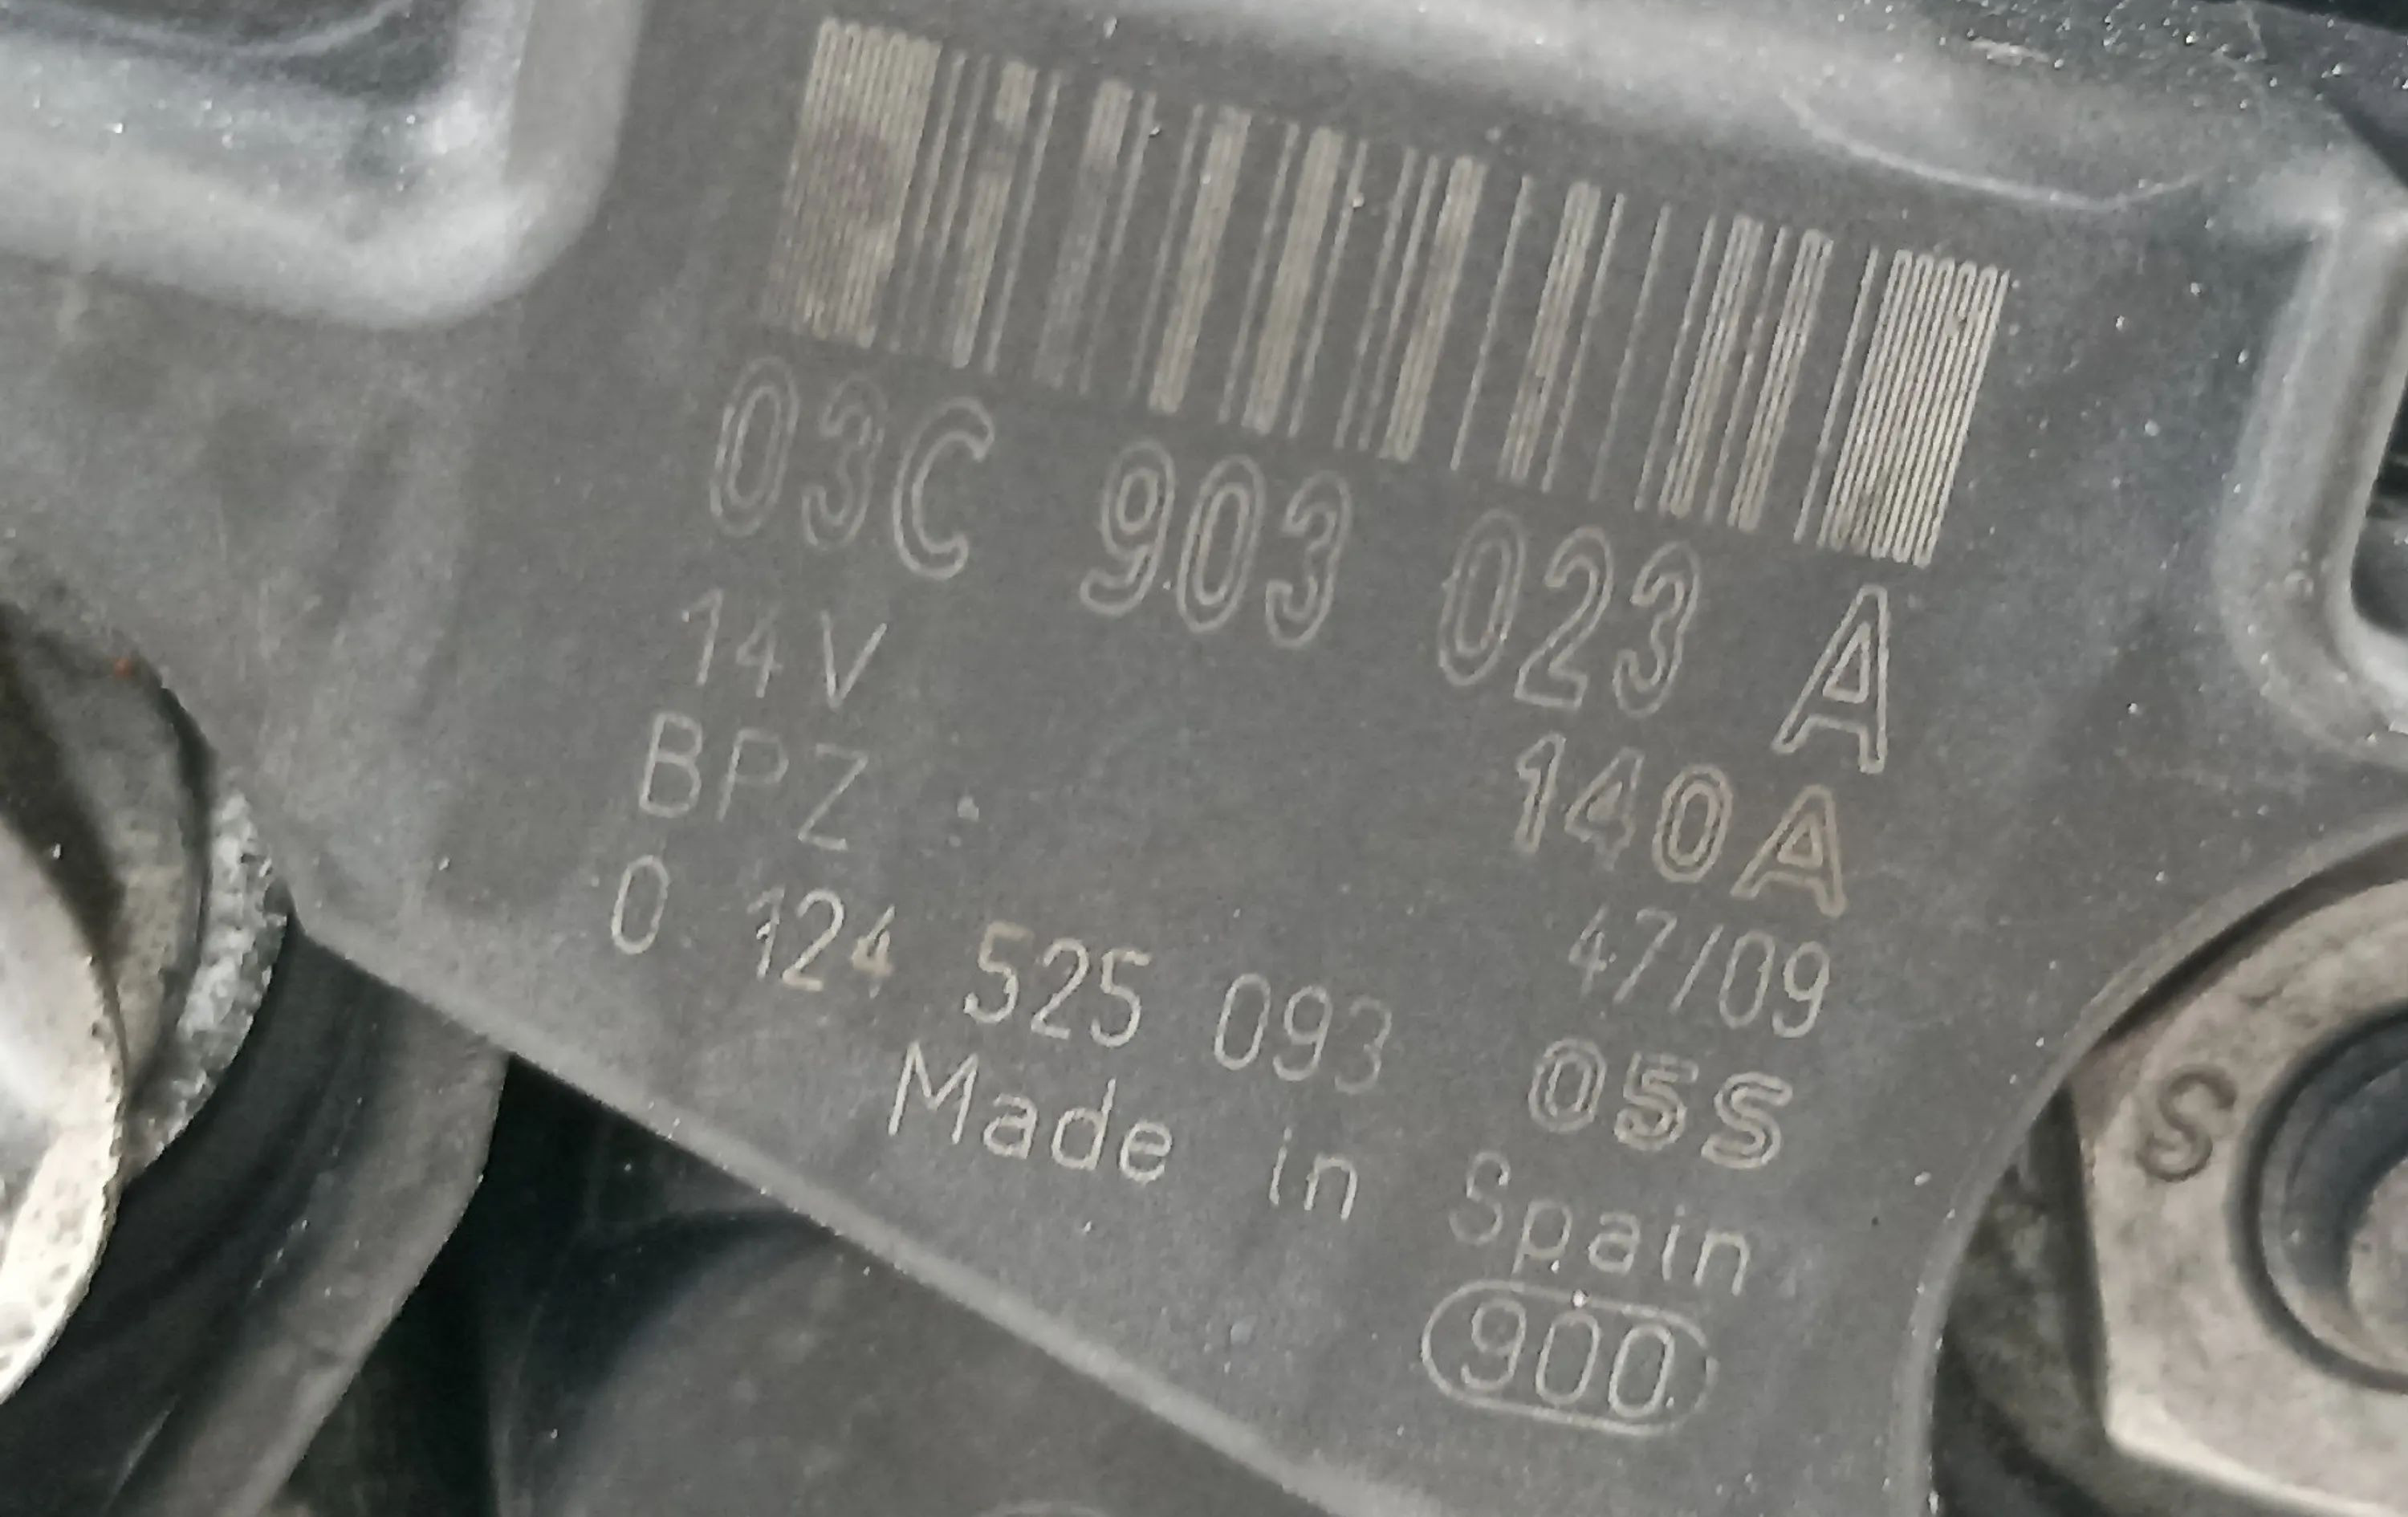 03C 903 023 A
14V 140A
BPZ 47/09
0 124 525 093 05S
Made in Spain
900
S